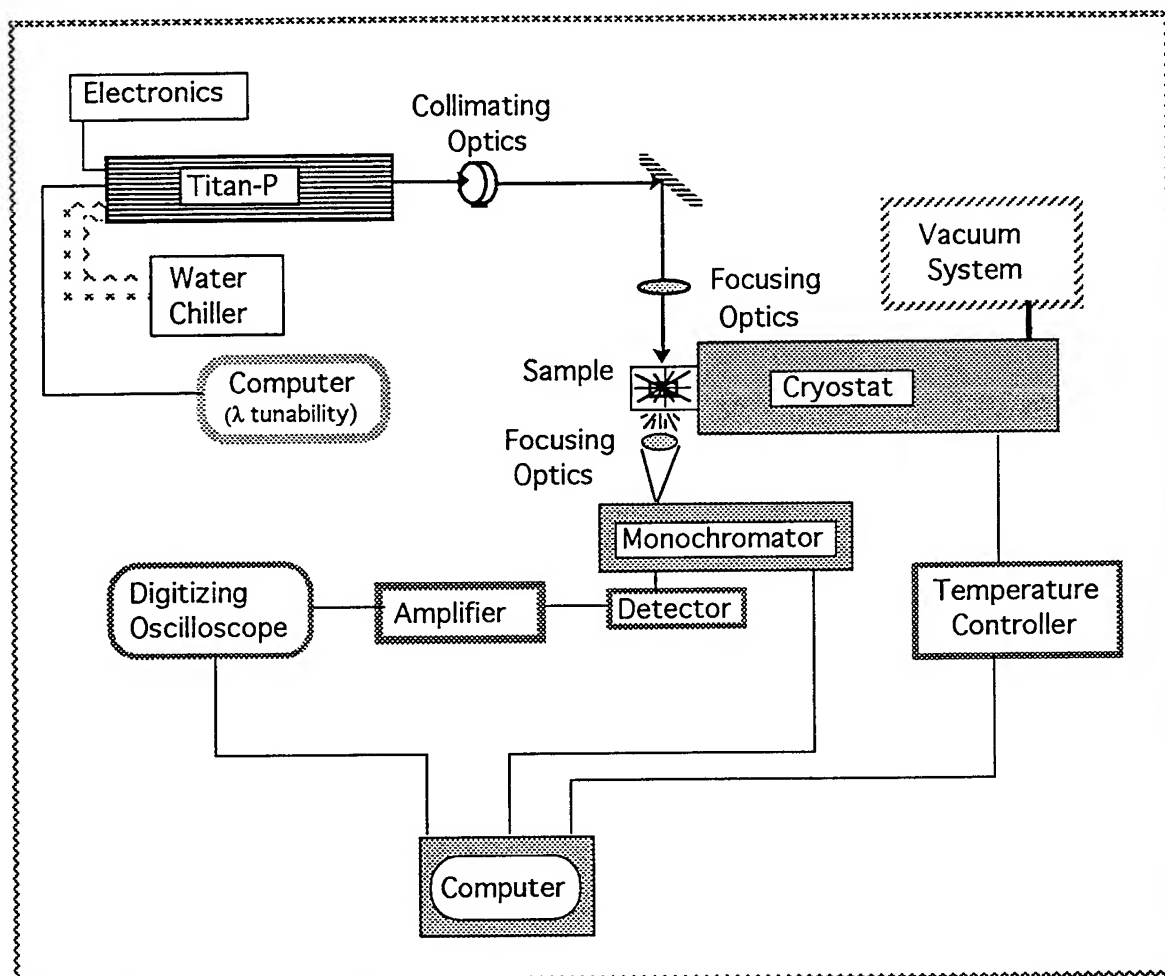 Electronics
Collimating
Optics
Titan-P
Vacuum
System
Water
Chiller
Focusing
Optics
Computer
(λ tunability)
Sample
Cryostat
Focusing
Optics
Monochromator
Digitizing
Oscilloscope
Amplifier
Detector
Temperature
Controller
Computer